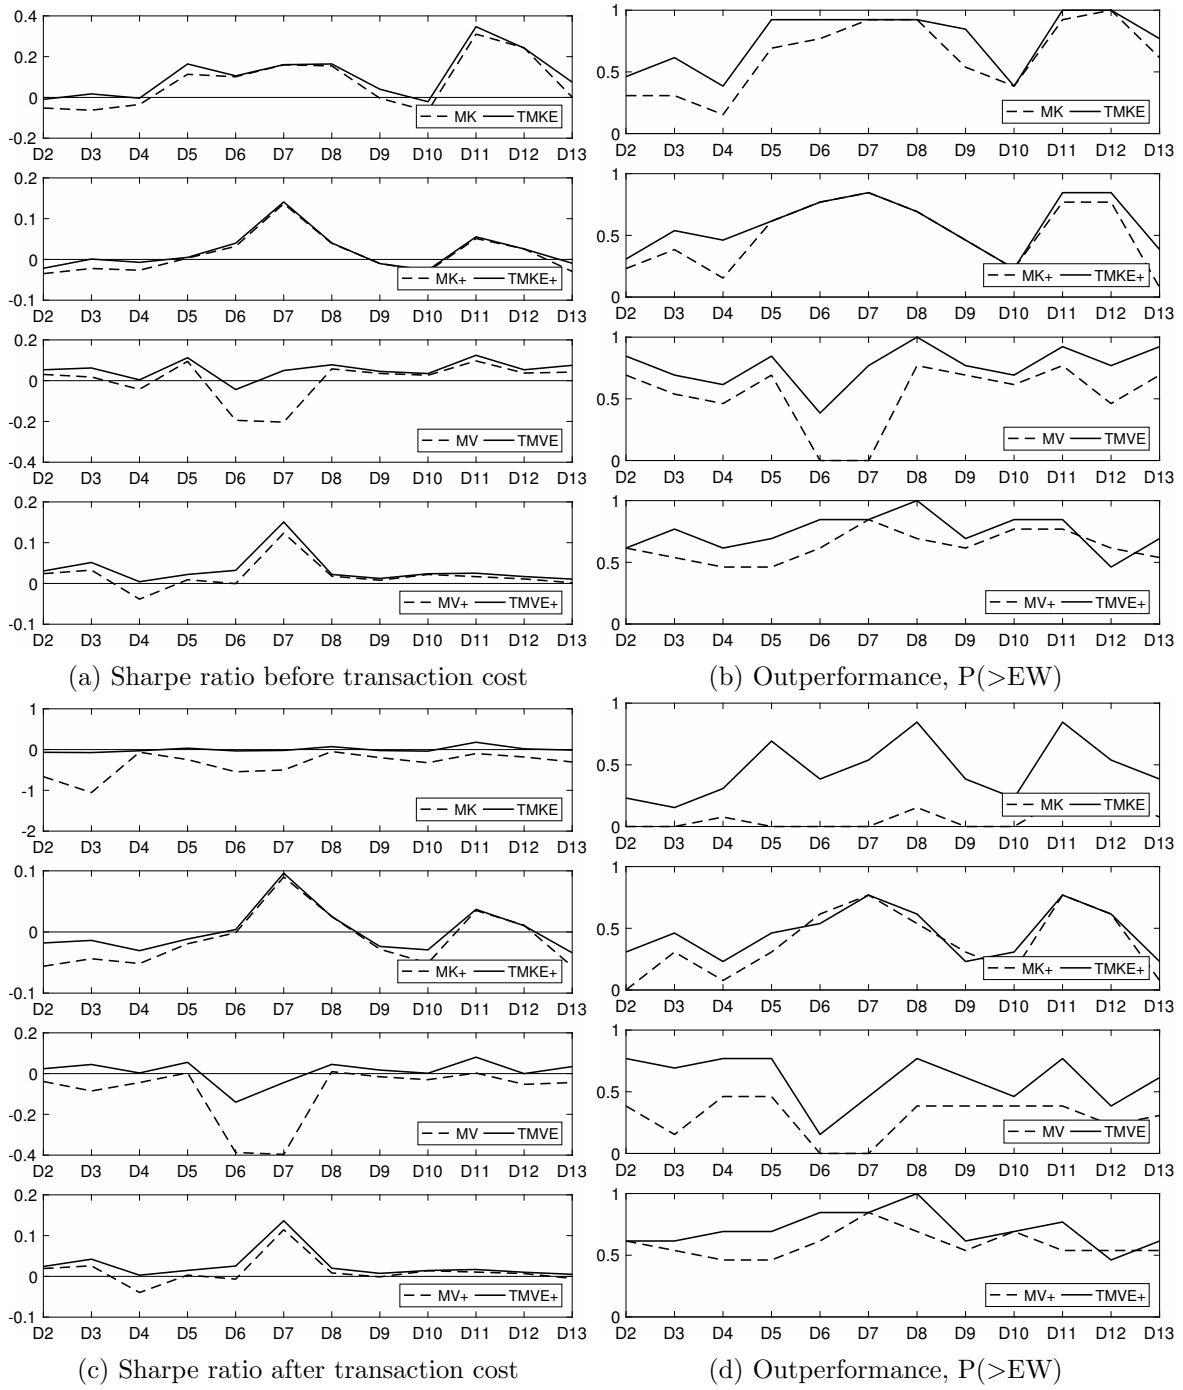 0.4
0.2
0
-0.2
MK TMKE
D2 D3 D4 D5 D6 D7 D8 D9 D10 D11 D12 D13
0.2
0.1
0
-0.1
MK+ TMKE+
D2 D3 D4 D5 D6 D7 D8 D9 D10 D11 D12 D13
0.2
0
-0.2
-0.4
MV TMVE
D2 D3 D4 D5 D6 D7 D8 D9 D10 D11 D12 D13
0.2
0.1
0
-0.1
MV+ TMVE+
D2 D3 D4 D5 D6 D7 D8 D9 D10 D11 D12 D13
(a) Sharpe ratio before transaction cost
1
0.5
0
MK TMKE
D2 D3 D4 D5 D6 D7 D8 D9 D10 D11 D12 D13
1
0.5
0
MK+ TMKE+
D2 D3 D4 D5 D6 D7 D8 D9 D10 D11 D12 D13
1
0.5
0
MV TMVE
D2 D3 D4 D5 D6 D7 D8 D9 D10 D11 D12 D13
1
0.5
0
MV+ TMVE+
D2 D3 D4 D5 D6 D7 D8 D9 D10 D11 D12 D13
(b) Outperformance, P(>EW)
1
0
-1
-2
MK TMKE
D2 D3 D4 D5 D6 D7 D8 D9 D10 D11 D12 D13
0.1
0
-0.1
MK+ TMKE+
D2 D3 D4 D5 D6 D7 D8 D9 D10 D11 D12 D13
0.2
0
-0.2
-0.4
MV TMVE
D2 D3 D4 D5 D6 D7 D8 D9 D10 D11 D12 D13
0.2
0.1
0
-0.1
MV+ TMVE+
D2 D3 D4 D5 D6 D7 D8 D9 D10 D11 D12 D13
(c) Sharpe ratio after transaction cost
1
0.5
0
MK TMKE
D2 D3 D4 D5 D6 D7 D8 D9 D10 D11 D12 D13
1
0.5
0
MK+ TMKE+
D2 D3 D4 D5 D6 D7 D8 D9 D10 D11 D12 D13
1
0.5
0
MV TMVE
D2 D3 D4 D5 D6 D7 D8 D9 D10 D11 D12 D13
1
0.5
0
MV+ TMVE+
D2 D3 D4 D5 D6 D7 D8 D9 D10 D11 D12 D13
(d) Outperformance, P(>EW)